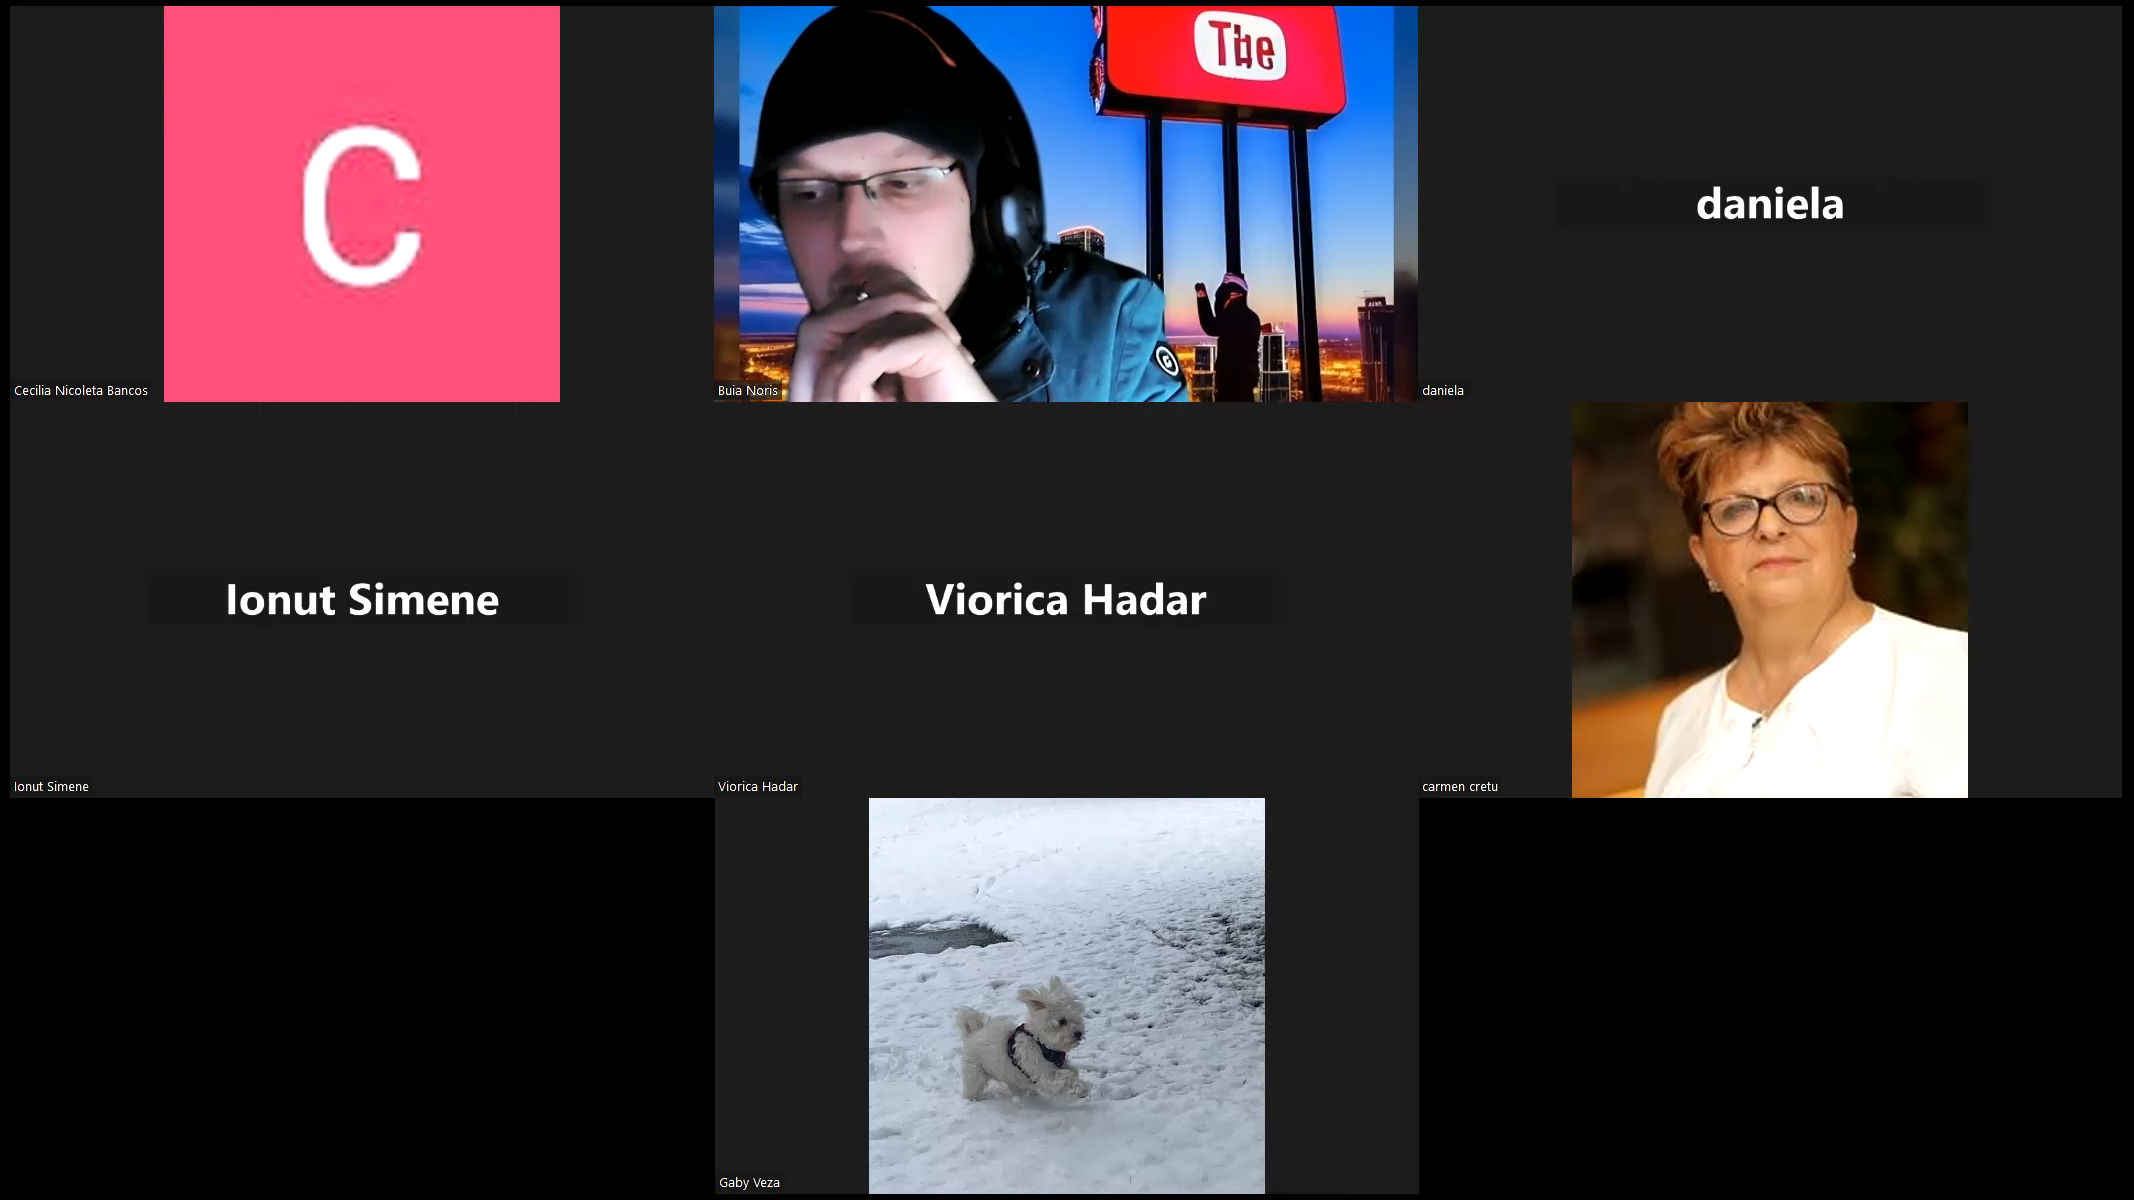 C
Cecilia Nicoleta Bancos
The
Buia Noris
daniela
daniela
Ionut Simene
Ionut Simene
Viorica Hadar
Viorica Hadar
carmen cretu
Gaby Veza